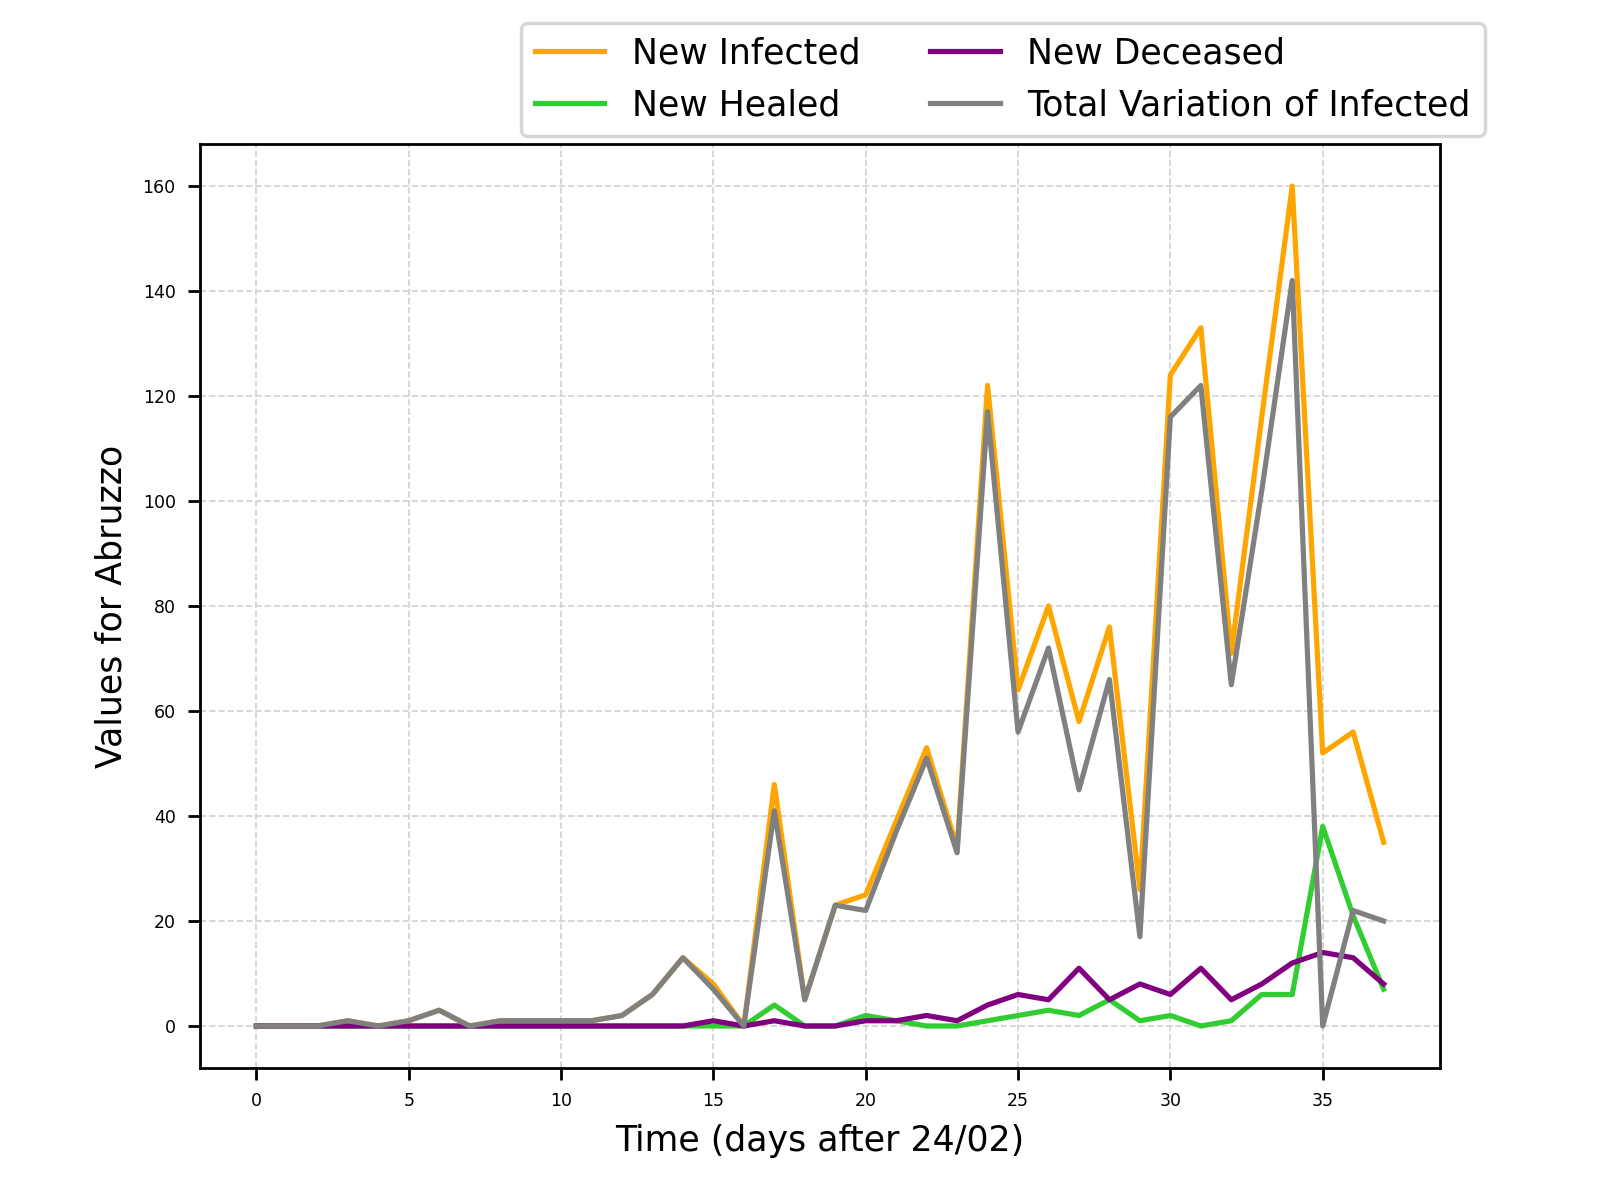 New Infected
New Healed
New Deceased
Total Variation of Infected
160
140
120
100
80
60
40
20
0
Values for Abruzzo
0 5 10 15 20 25 30 35
Time (days after 24/02)